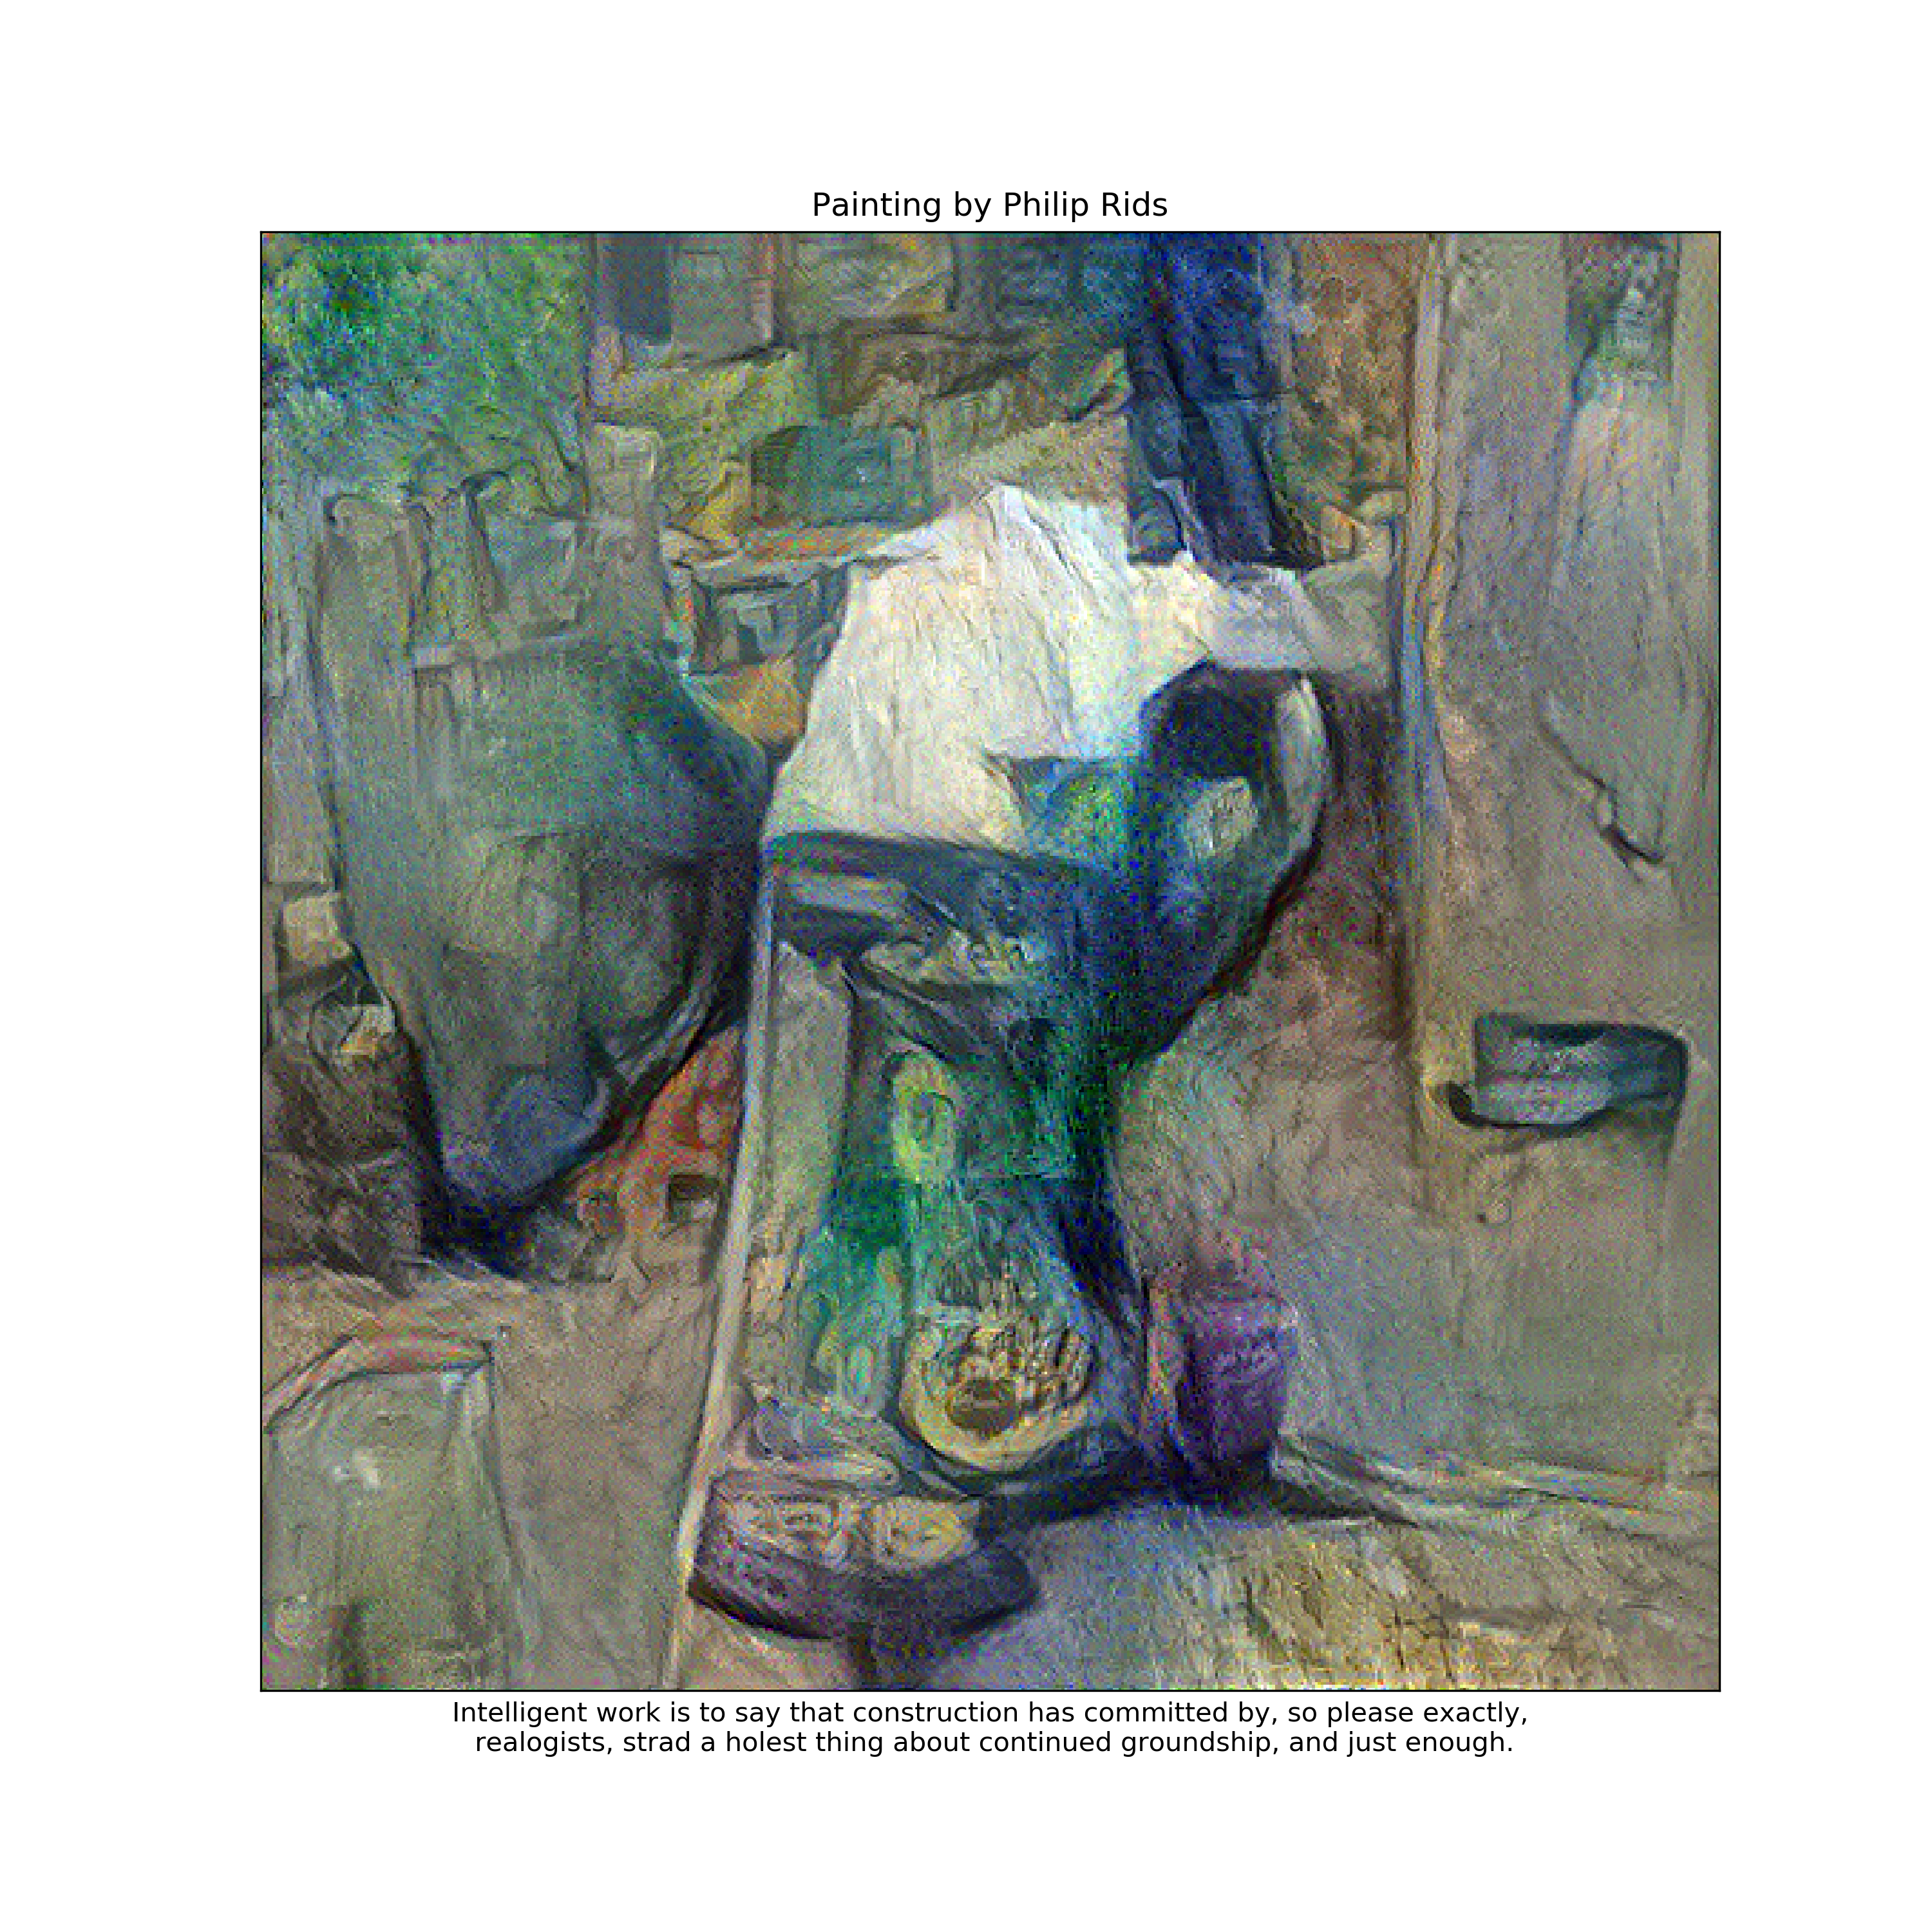 Painting by Philip Rids
Intelligent work is to say that construction has committed by, so please exactly,
realogists, strad a holest thing about continued groundship, and just enough.